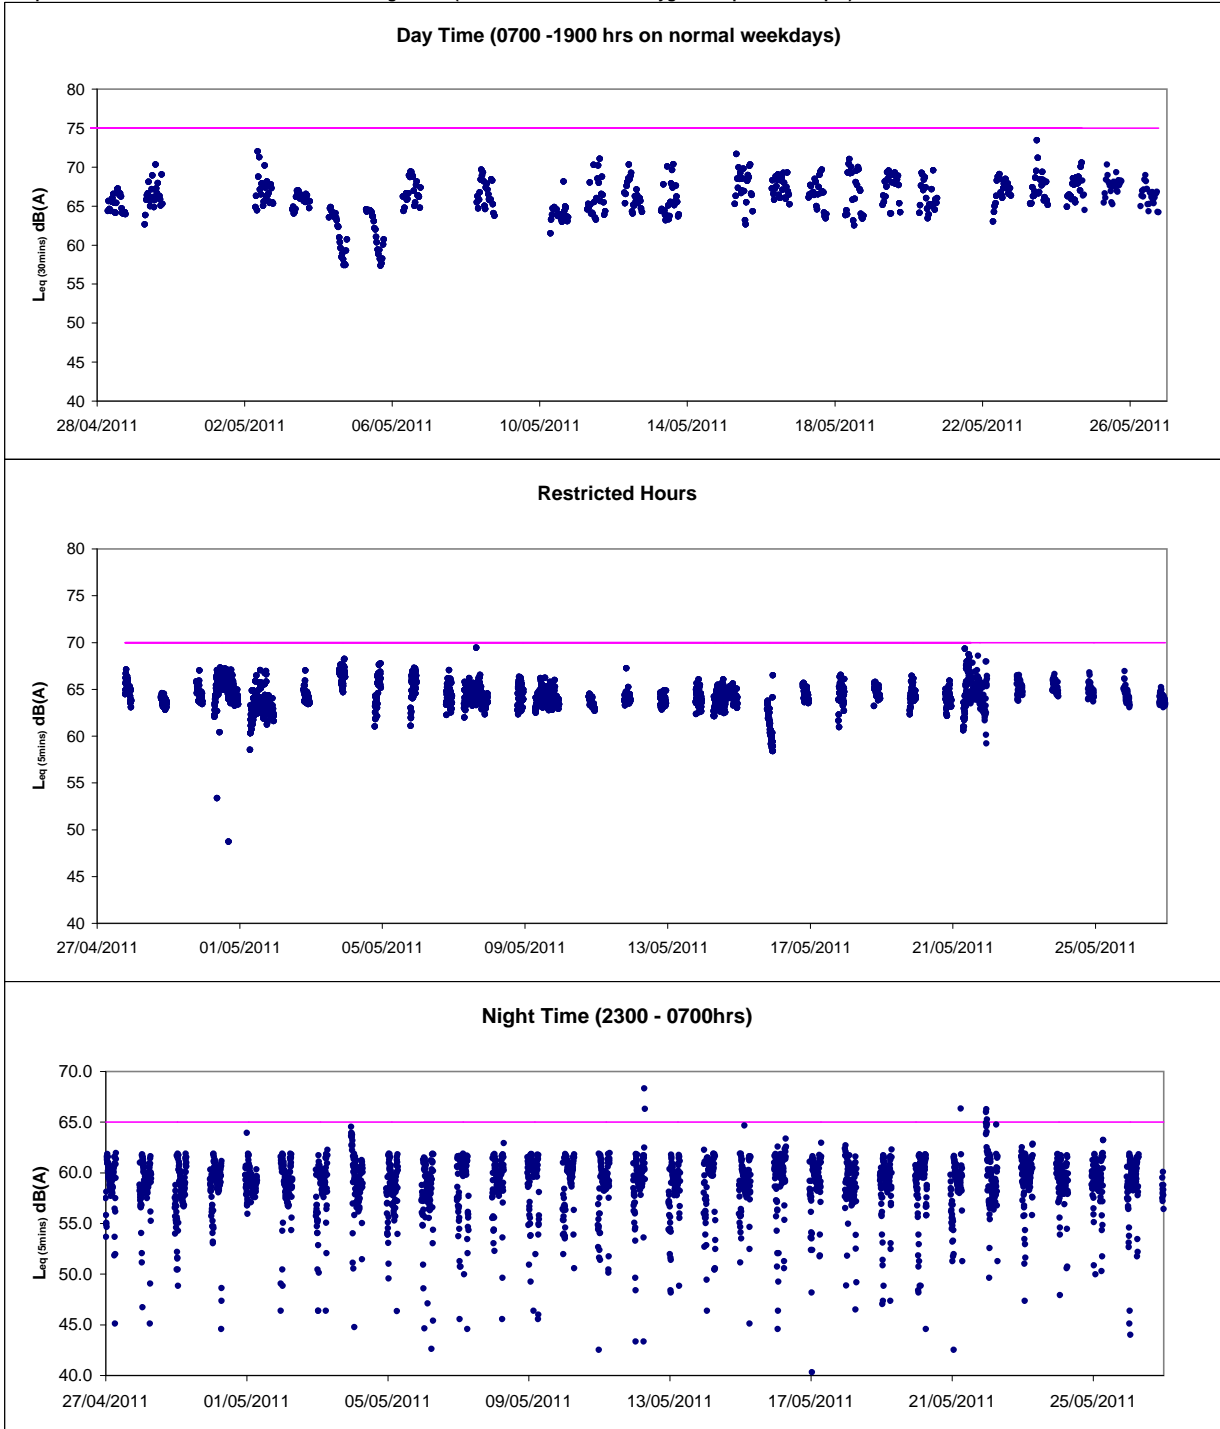 Day Time (0700 -1900 hrs on normal weekdays)
80
75
70
65
60
55
50
45
40
Leq (30mins) dB(A)
28/04/2011 02/05/2011 06/05/2011 10/05/2011 14/05/2011 18/05/2011 22/05/2011 26/05/2011
Restricted Hours
80
75
70
65
60
55
50
45
40
Leq (5mins) dB(A)
27/04/2011 01/05/2011 05/05/2011 09/05/2011 13/05/2011 17/05/2011 21/05/2011 25/05/2011
Night Time (2300 - 0700hrs)
70.0
65.0
60.0
55.0
50.0
45.0
40.0
Leq (5mins) dB(A)
27/04/2011 01/05/2011 05/05/2011 09/05/2011 13/05/2011 17/05/2011 21/05/2011 25/05/2011